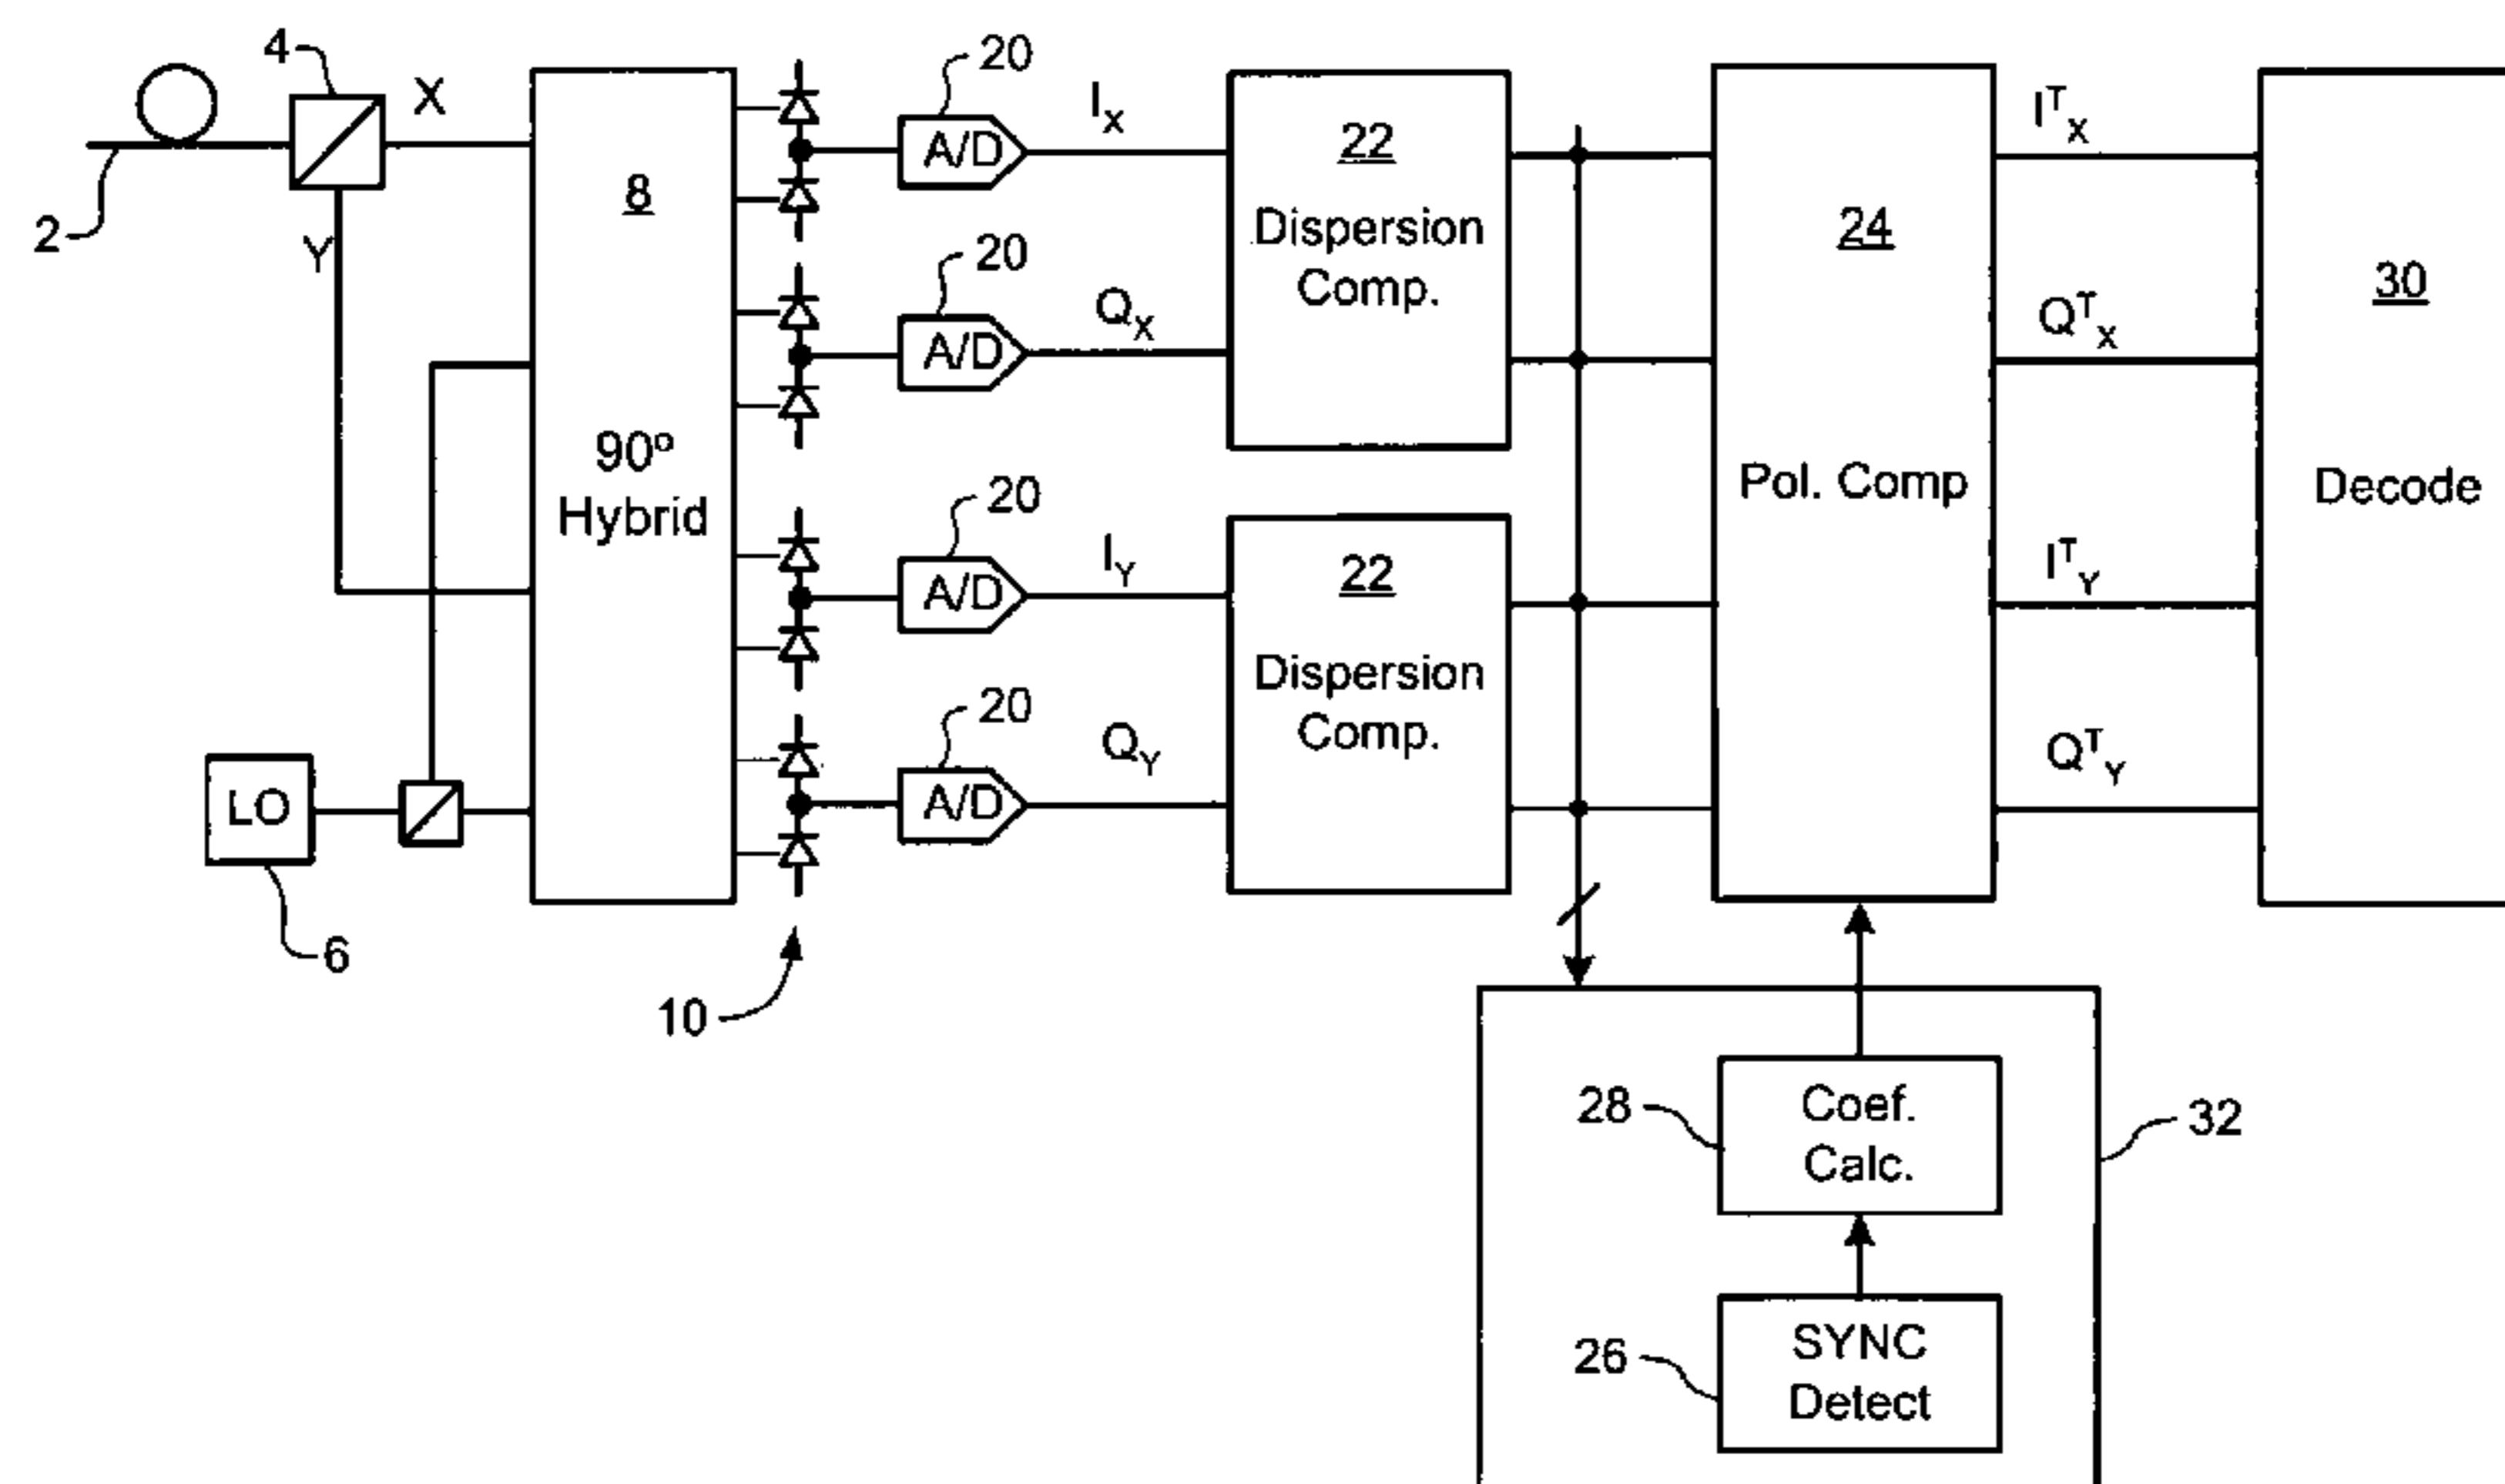 4
X
2
Y
8
90º
Hybrid
LO
6
10
20
A/D
I_X
20
A/D
Q_X
20
A/D
I_Y
20
A/D
Q_Y
22
Dispersion
Comp.
22
Dispersion
Comp.
24
Pol. Comp
I^T_X
Q^T_X
I^T_Y
Q^T_Y
30
Decode
28
Coef.
Calc.
32
26
SYNC
Detect